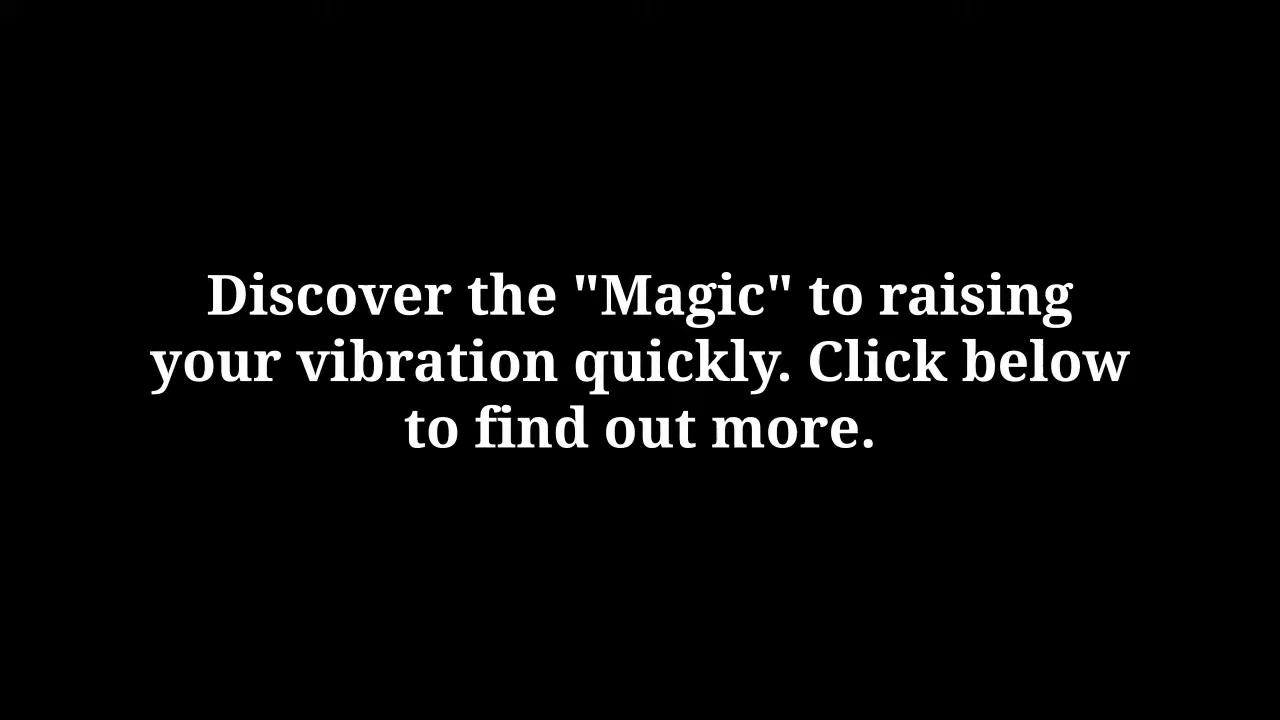 Discover the "Magic" to raising
your vibration quickly. Click below
to find out more.